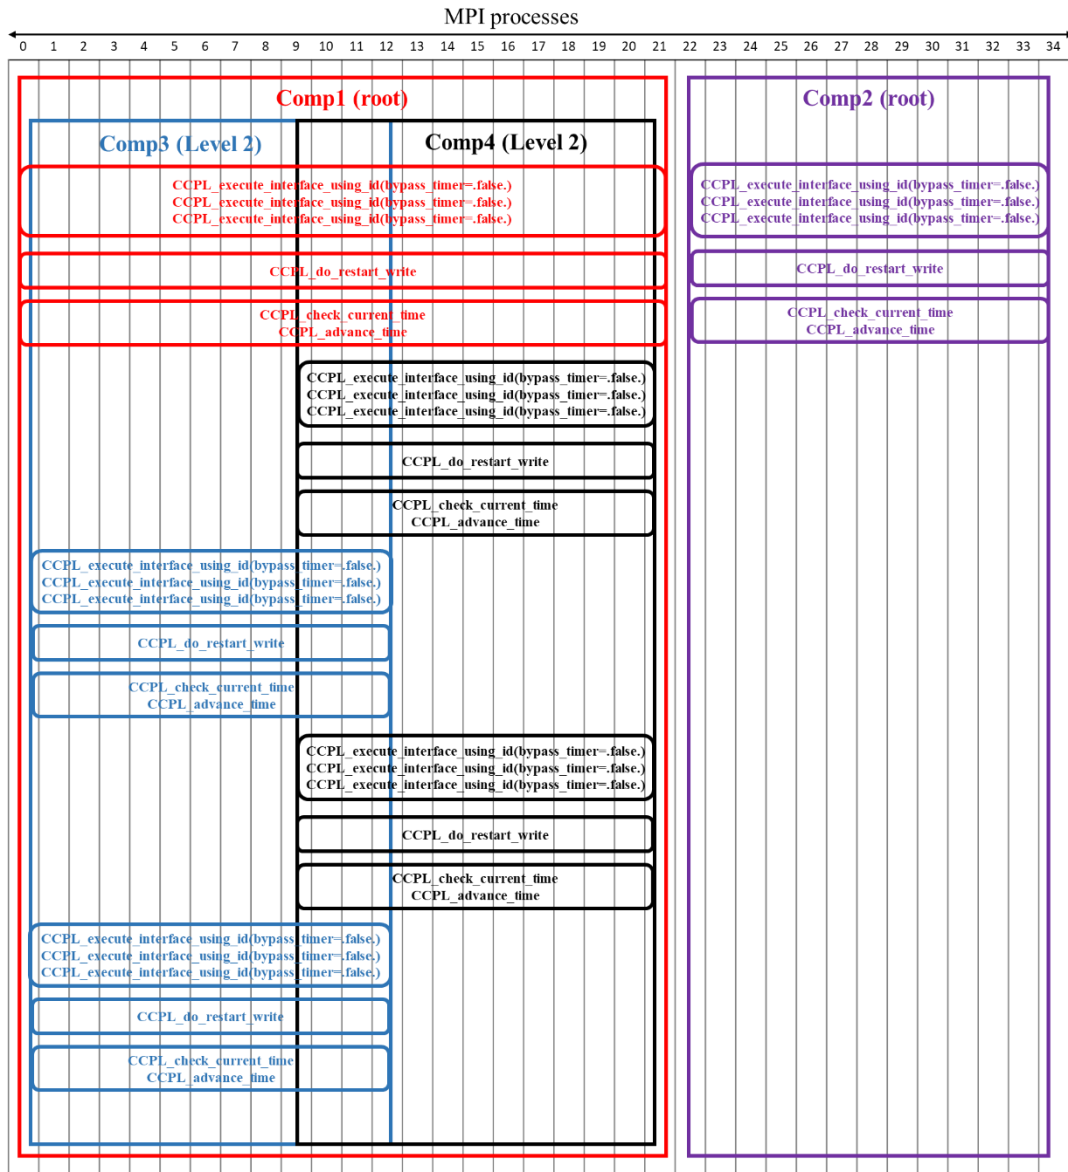 MPI processes
0 1 2 3 4 5 6 7 8 9 10 11 12 13 14 15 16 17 18 19 20 21 22 23 24 25 26 27 28 29 30 31 32 33 34
Comp1 (root)
Comp2 (root)
Comp3 (Level 2)
Comp4 (Level 2)
CCPL_execute_interface_using_id(bypass_timer=.false.)
CCPL_execute_interface_using_id(bypass_timer=.false.)
CCPL_execute_interface_using_id(bypass_timer=.false.)
CCPL_execute_interface_using_id(bypass_timer=.false.)
CCPL_execute_interface_using_id(bypass_timer=.false.)
CCPL_execute_interface_using_id(bypass_timer=.false.)
CCPL_do_restart_write
CCPL_do_restart_write
CCPL_check_current_time
CCPL_advance_time
CCPL_check_current_time
CCPL_advance_time
CCPL_execute_interface_using_id(bypass_timer=.false.)
CCPL_execute_interface_using_id(bypass_timer=.false.)
CCPL_execute_interface_using_id(bypass_timer=.false.)
CCPL_do_restart_write
CCPL_check_current_time
CCPL_advance_time
CCPL_execute_interface_using_id(bypass_timer=.false.)
CCPL_execute_interface_using_id(bypass_timer=.false.)
CCPL_execute_interface_using_id(bypass_timer=.false.)
CCPL_do_restart_write
CCPL_check_current_time
CCPL_advance_time
CCPL_execute_interface_using_id(bypass_timer=.false.)
CCPL_execute_interface_using_id(bypass_timer=.false.)
CCPL_execute_interface_using_id(bypass_timer=.false.)
CCPL_do_restart_write
CCPL_check_current_time
CCPL_advance_time
CCPL_execute_interface_using_id(bypass_timer=.false.)
CCPL_execute_interface_using_id(bypass_timer=.false.)
CCPL_execute_interface_using_id(bypass_timer=.false.)
CCPL_do_restart_write
CCPL_check_current_time
CCPL_advance_time